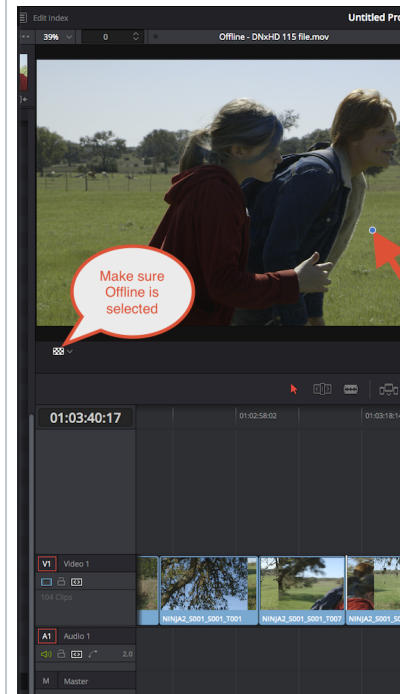 Edit Index
Untitled Pro
39%
0
Offline - DNxHD 115 file.mov
Make sure
Offline is
selected
01:03:40:17
01:02:58:02
01:03:18:14
V1
Video 1
104 Clips
NINJA2_S001_S001_T001
NINJA2_S001_S001_T007
NINJA2_S001_S0
A1
Audio 1
2.0
M
Master